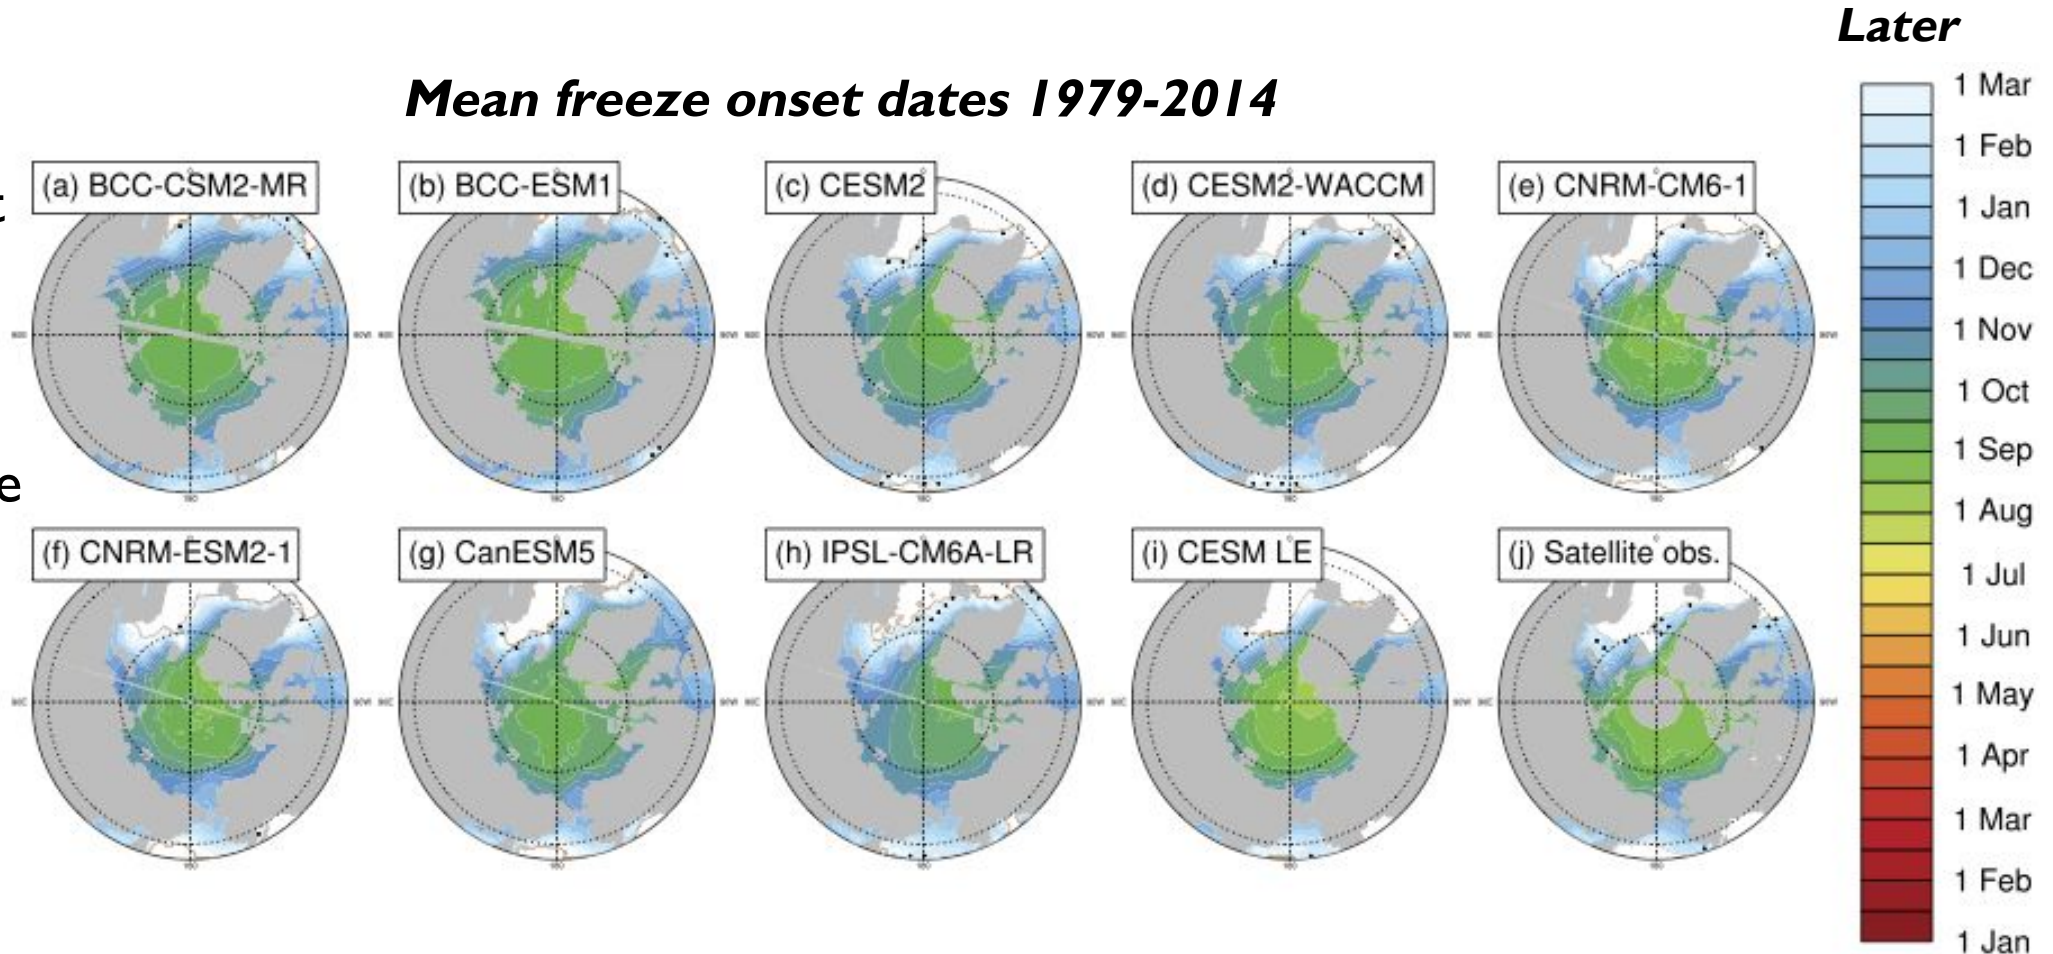 Later
Mean freeze onset dates 1979-2014
(a) BCC-CSM2-MR
(b) BCC-ESM1
(c) CESM2
(d) CESM2-WACCM
(e) CNRM-CM6-1
(f) CNRM-ESM2-1
(g) CanESM5
(h) IPSL-CM6A-LR
(i) CESM LE
(j) Satellite obs.
1 Mar
1 Feb
1 Jan
1 Dec
1 Nov
1 Oct
1 Sep
1 Aug
1 Jul
1 Jun
1 May
1 Apr
1 Mar
1 Feb
1 Jan
t
e